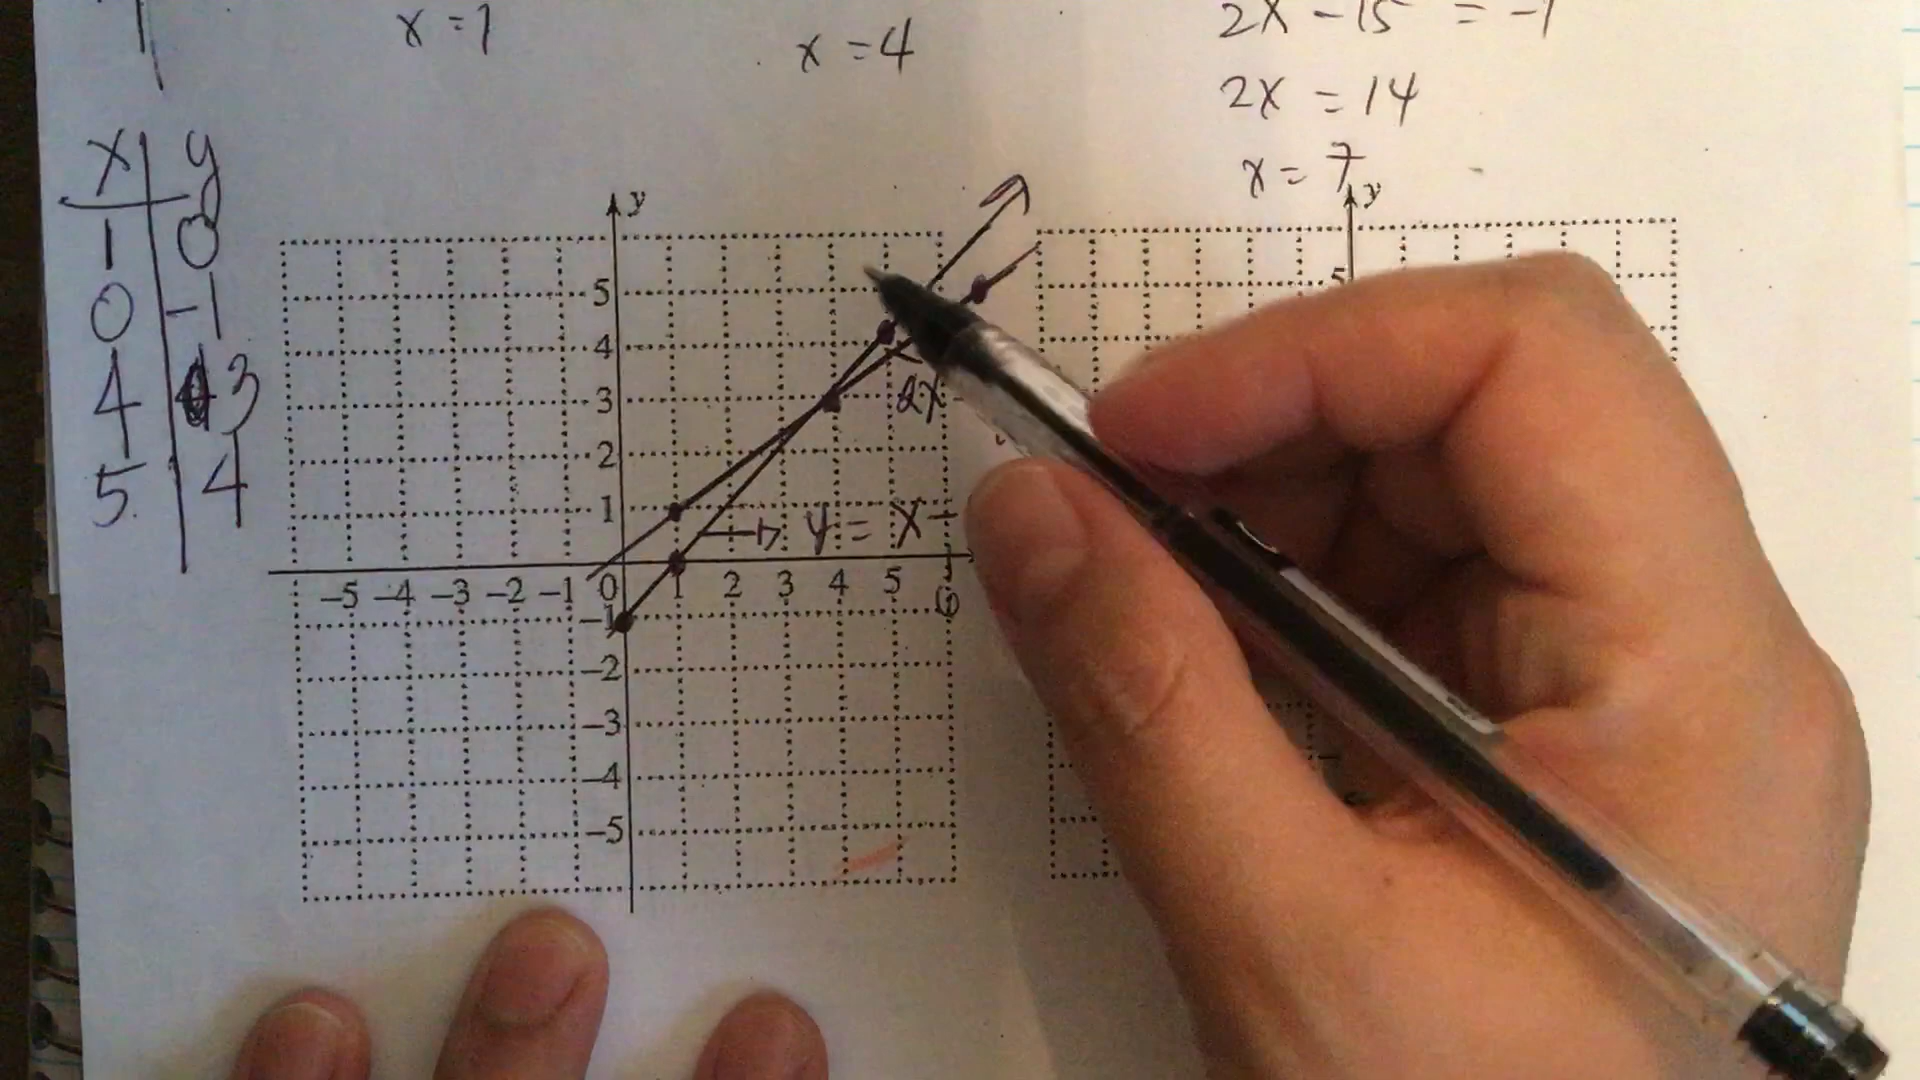 x = 1
x = 4
2x - 15 = -1
2x = 14
x = 7
x y
1 0
0 -1
4 3
5 4
y
5
4
3
2
1
-5 -4 -3 -2 -1 0 1 2 3 4 5 6
-1
-2
-3
-4
-5
2x
y = x -
y
5